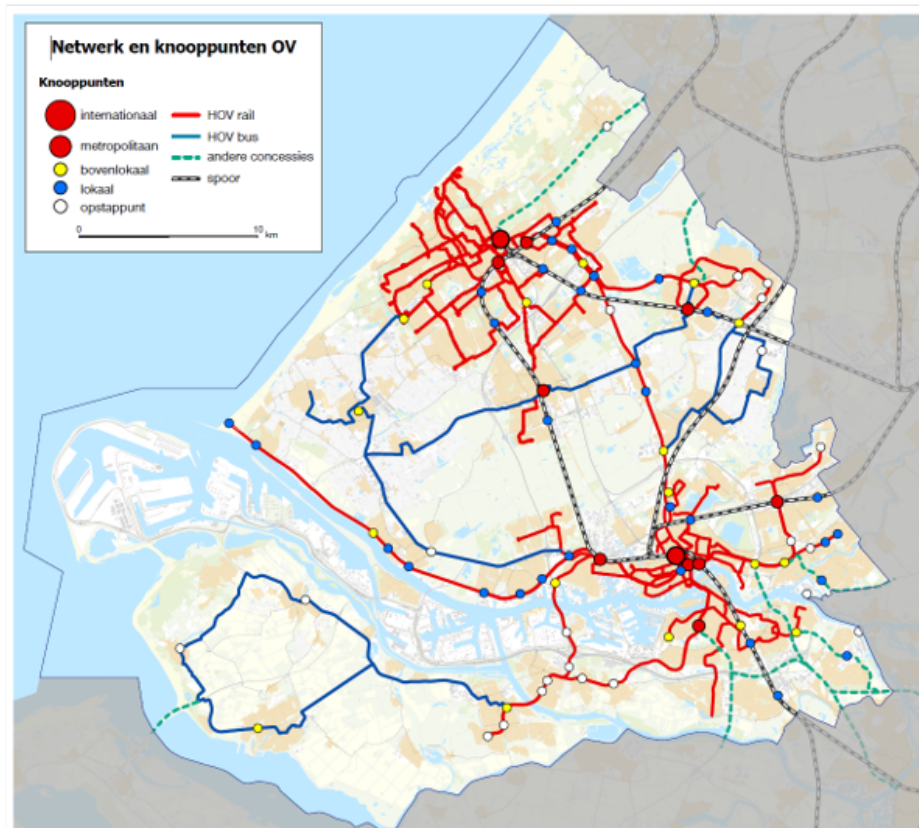 Netwerk en knooppunten OV
Knooppunten
internationaal
metropolitaan
bovenlokaal
lokaal
opstappunt
HOV rail
HOV bus
andere concessies
spoor
0 10 km